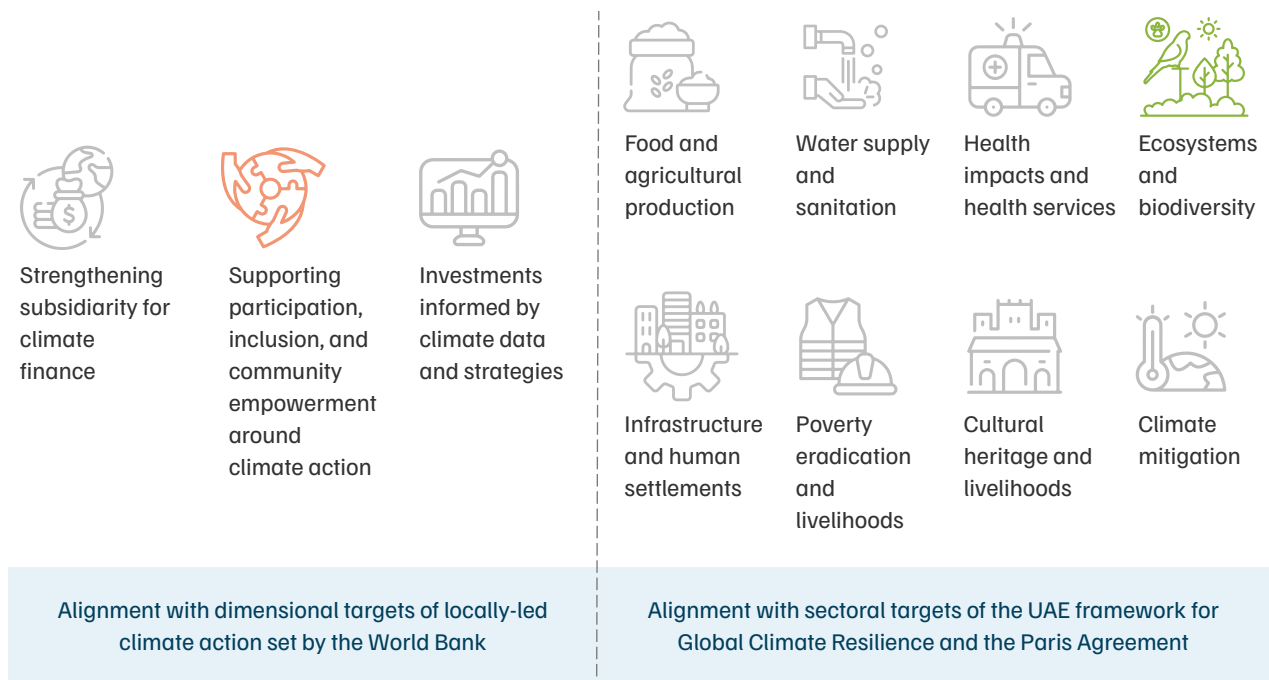 Strengthening
subsidiarity for
climate
finance
Supporting
participation,
inclusion, and
community
empowerment
around
climate action
Investments
informed by
climate data
and strategies
$
Food and
agricultural
production
Water supply
and
sanitation
Health
impacts and
health services
Ecosystems
and
biodiversity
Infrastructure
and human
settlements
Poverty
eradication
and
livelihoods
Cultural
heritage and
livelihoods
Climate
mitigation
Alignment with dimensional targets of locally-led
climate action set by the World Bank
Alignment with sectoral targets of the UAE framework for
Global Climate Resilience and the Paris Agreement